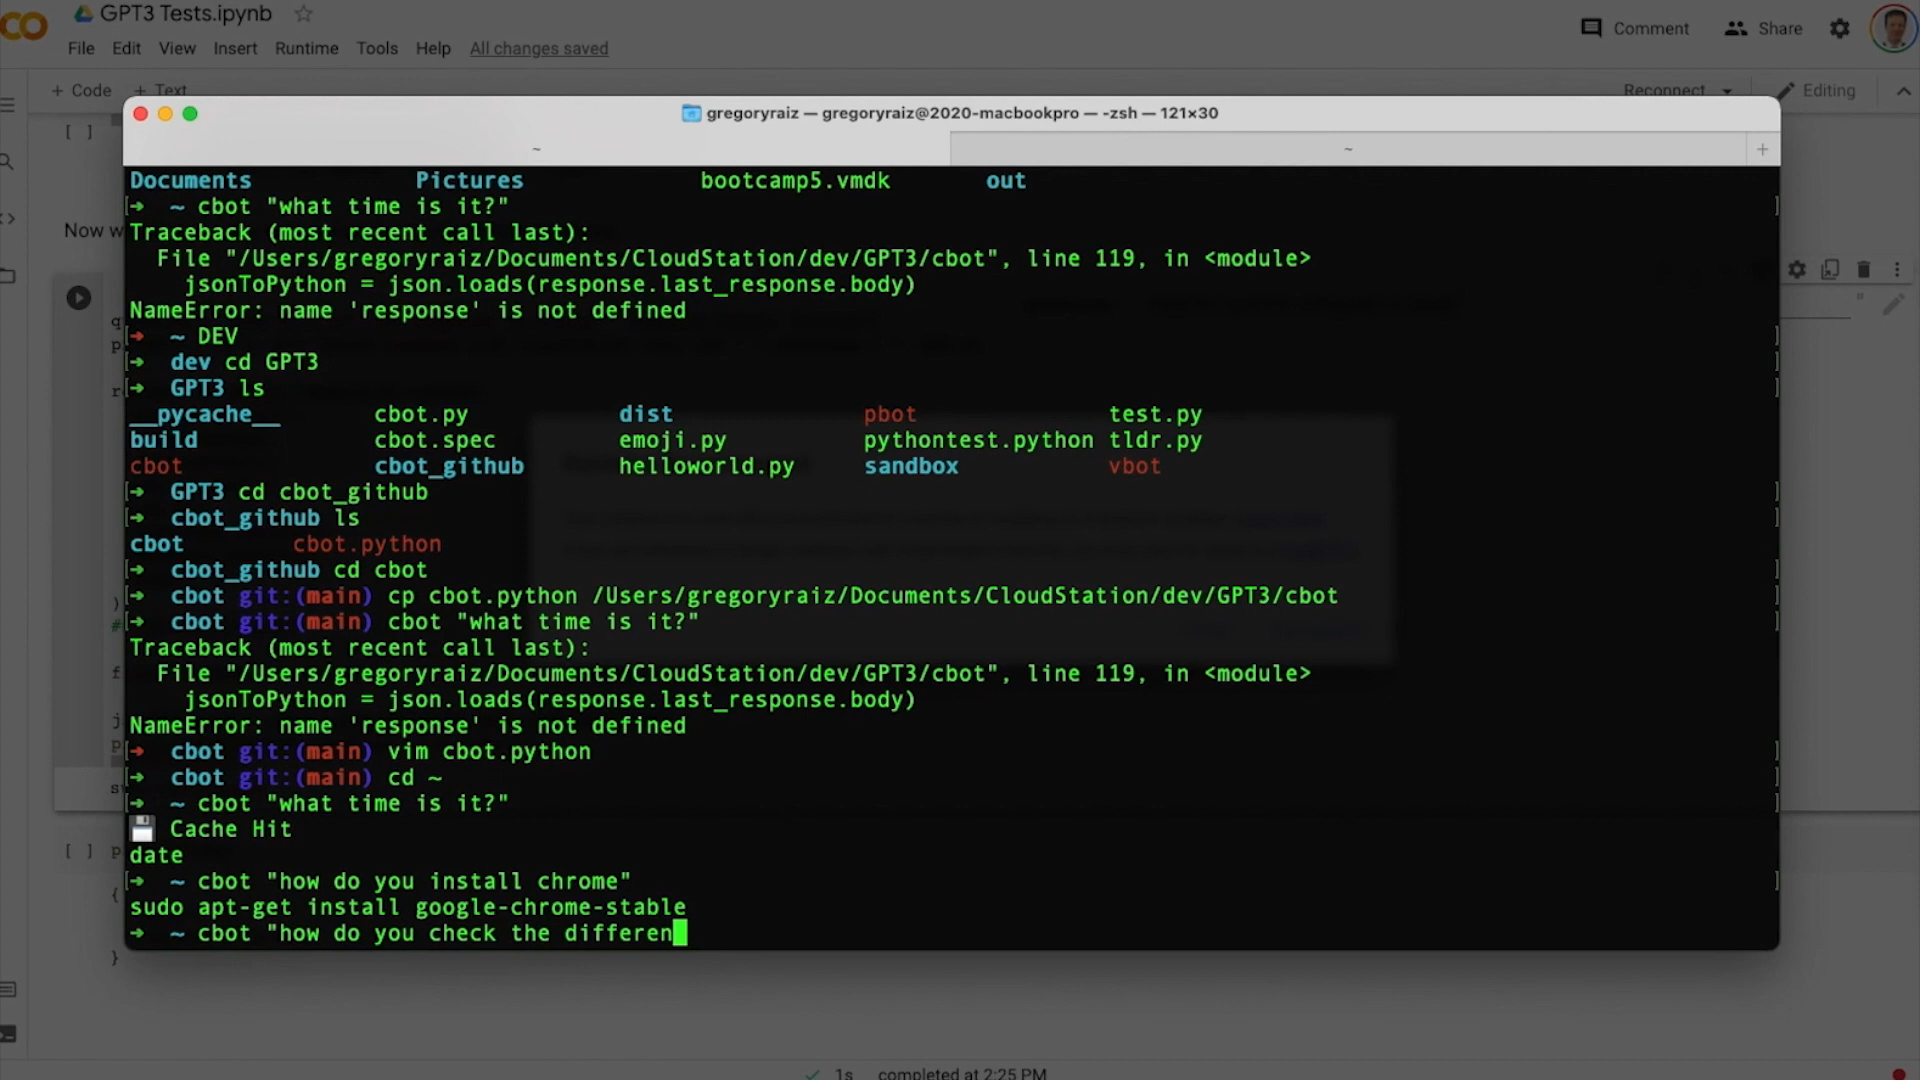 GPT3 Tests.ipynb
File Edit View Insert Runtime Tools Help All changes saved
Comment Share
+ Code + Text
Reconnect Editing
[ ]
Now w
gregoryraiz — gregoryraiz@2020-macbookpro — -zsh — 121×30
~ ~ +
Documents Pictures bootcamp5.vmdk out
[→ ~ cbot "what time is it?" ]
Traceback (most recent call last):
File "/Users/gregoryraiz/Documents/CloudStation/dev/GPT3/cbot", line 119, in <module>
jsonToPython = json.loads(response.last_response.body)
NameError: name 'response' is not defined
[→ ~ DEV ]
[→ dev cd GPT3 ]
[→ GPT3 ls ]
__pycache__ cbot.py dist pbot test.py
build cbot.spec emoji.py pythontest.python tldr.py
cbot cbot_github helloworld.py sandbox vbot
[→ GPT3 cd cbot_github ]
[→ cbot_github ls ]
cbot cbot.python
[→ cbot_github cd cbot ]
[→ cbot git:(main) cp cbot.python /Users/gregoryraiz/Documents/CloudStation/dev/GPT3/cbot ]
[→ cbot git:(main) cbot "what time is it?" ]
Traceback (most recent call last):
File "/Users/gregoryraiz/Documents/CloudStation/dev/GPT3/cbot", line 119, in <module>
jsonToPython = json.loads(response.last_response.body)
NameError: name 'response' is not defined
[→ cbot git:(main) vim cbot.python ]
[→ cbot git:(main) cd ~ ]
[→ ~ cbot "what time is it?" ]
💾 Cache Hit
date
[→ ~ cbot "how do you install chrome" ]
sudo apt-get install google-chrome-stable
→ ~ cbot "how do you check the differen
[ ] p
{
}
1s completed at 2:25 PM